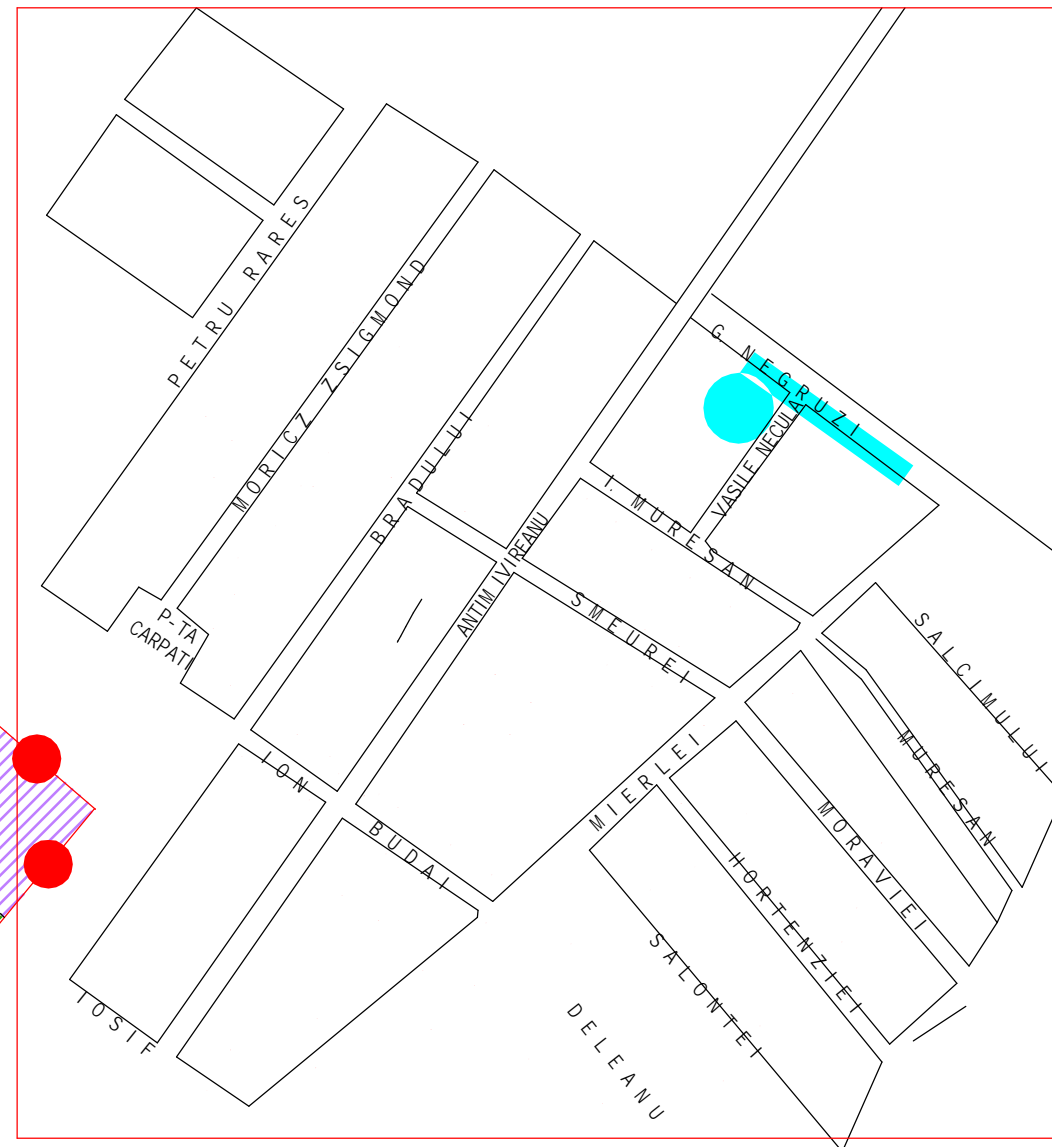 PETRU RARES
MORICZ ZSIGMOND
BRADULUI
G. NEGRUZI
VASILE NECULA
I. MURESAN
ANTIM IVIREANU
SMEUREI
P-TA
CARPATI
SALCIMULUI
MURESAN
MIERLEI
MORAVIEI
ION BUDAI
HORTENZIEI
SALONTEI
IOSIF
DELEANU